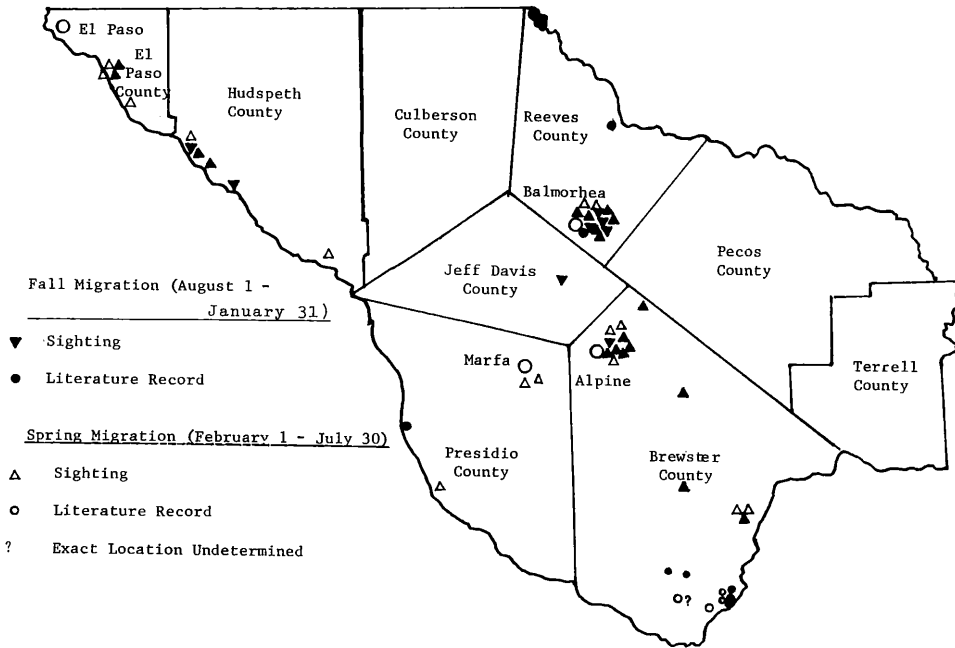 El Paso
El
Paso
County
Hudspeth
County
Culberson
County
Reeves
County
Balmorhea
Pecos
County
Jeff Davis
County
Fall Migration (August 1 -
January 31)
Sighting
Literature Record
Marfa
Alpine
Terrell
County
Spring Migration (February 1 - July 30)
Sighting
Literature Record
? Exact Location Undetermined
Presidio
County
Brewster
County
?